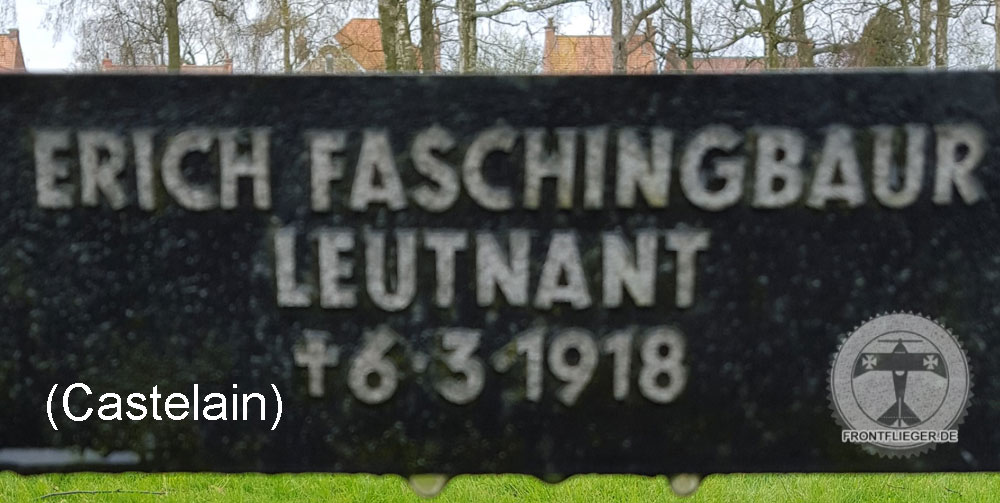 ERICH FASCHINGBAUR
LEUTNANT
✝ 6·3·1918
(Castelain)
FRONTFLIEGER.DE